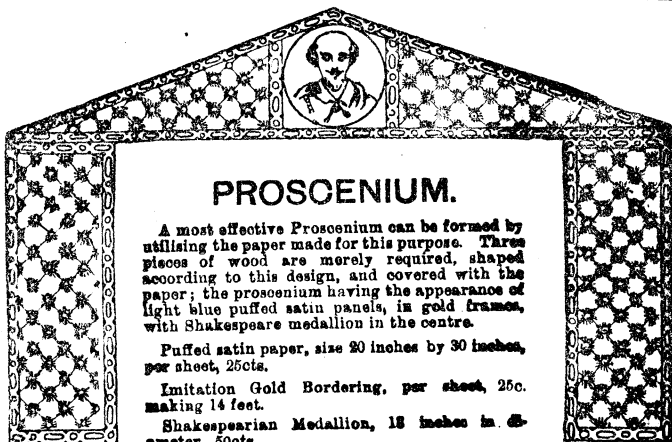 PROSCENIUM.
A most effective Proscenium can be formed by
utilising the paper made for this purpose. Three
pieces of wood are merely required, shaped
according to this design, and covered with the
paper; the proscenium having the appearance of
light blue puffed satin panels, in gold frames,
with Shakespeare medallion in the centre.
Puffed satin paper, size 20 inches by 30 inches,
per sheet, 25cts.
Imitation Gold Bordering, per sheet, 25c.
making 14 feet.
Shakespearian Medallion, 18 inches in di-
ameter, 50cts.